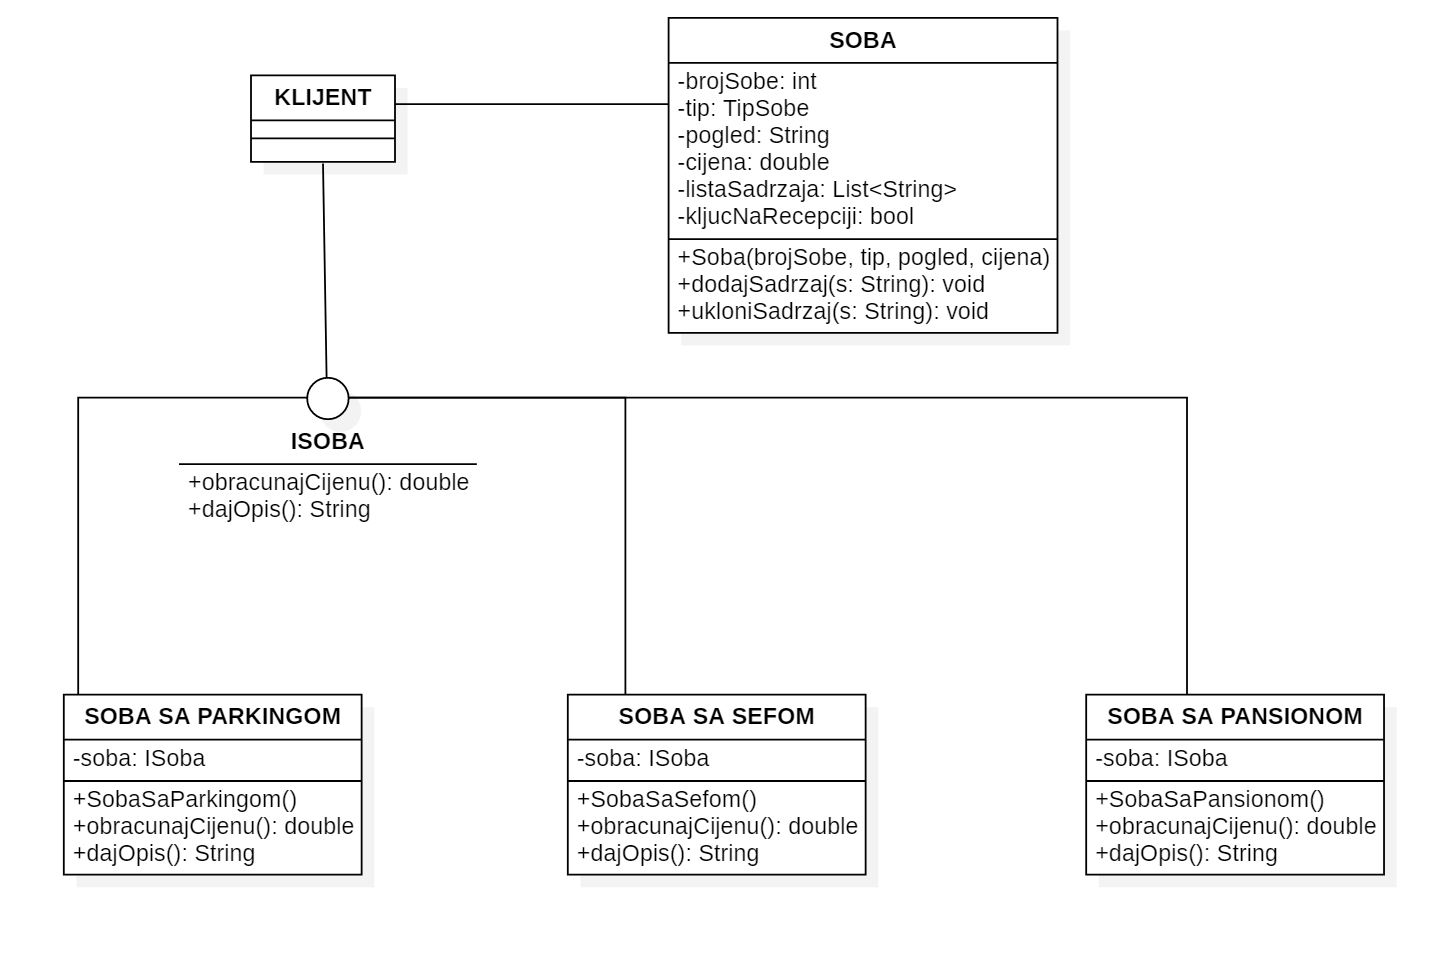 SOBA
-brojSobe: int
-tip: TipSobe
-pogled: String
-cijena: double
-listaSadrzaja: List<String>
-kljucNaRecepciji: bool
+Soba(brojSobe, tip, pogled, cijena)
+dodajSadrzaj(s: String): void
+ukloniSadrzaj(s: String): void
KLIJENT
ISOBA
+obracunajCijenu(): double
+dajOpis(): String
SOBA SA PARKINGOM
-soba: ISoba
+SobaSaParkingom()
+obracunajCijenu(): double
+dajOpis(): String
SOBA SA SEFOM
-soba: ISoba
+SobaSaSefom()
+obracunajCijenu(): double
+dajOpis(): String
SOBA SA PANSIONOM
-soba: ISoba
+SobaSaPansionom()
+obracunajCijenu(): double
+dajOpis(): String